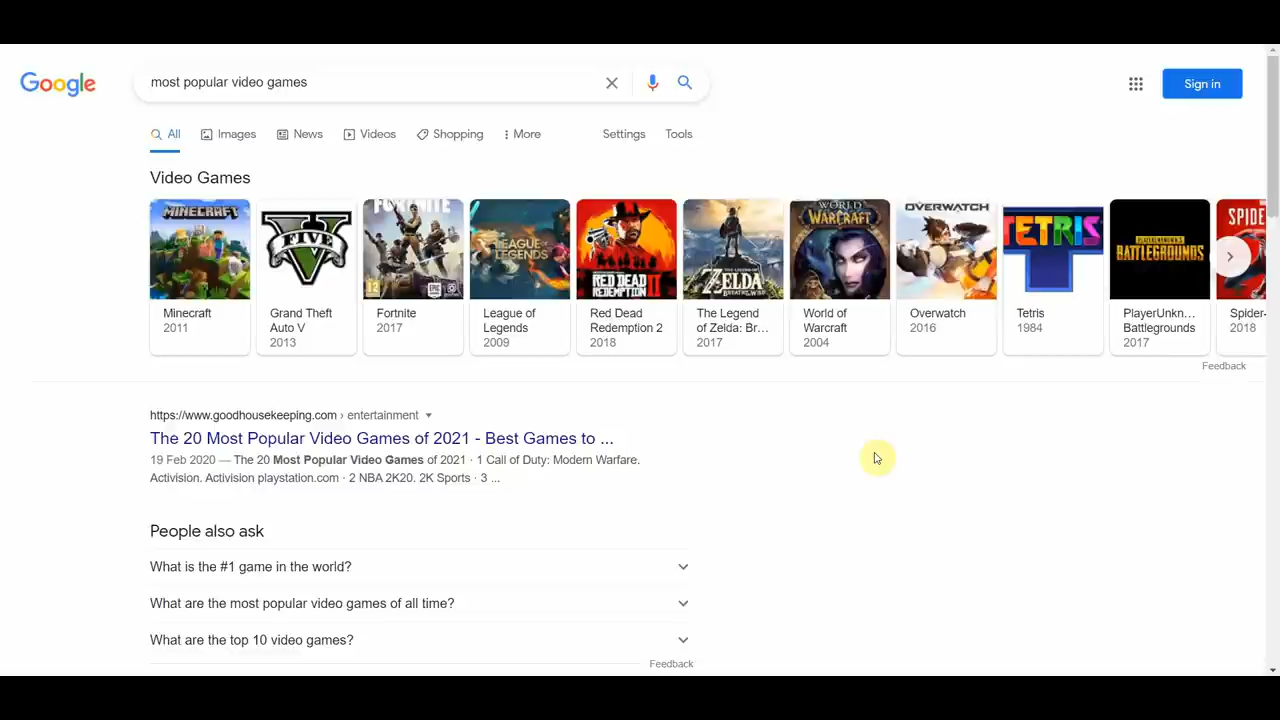 Google
most popular video games
Sign in
All
Images
News
Videos
Shopping
More
Settings
Tools
Video Games
MINECRAFT
FIVE
FORTNITE
12
LEAGUE OF
LEGENDS
RED DEAD
REDEMPTION II
THE LEGEND OF
ZELDA
WORLD
WARCRAFT
OVERWATCH
TETRIS
PLAYERUNKNOWN'S
BATTLEGROUNDS
SPIDE
Minecraft
2011
Grand Theft
Auto V
2013
Fortnite
2017
League of
Legends
2009
Red Dead
Redemption 2
2018
The Legend
of Zelda: Br...
2017
World of
Warcraft
2004
Overwatch
2016
Tetris
1984
PlayerUnkn...
Battlegrounds
2017
Spider-
2018
Feedback
https://www.goodhousekeeping.com › entertainment
The 20 Most Popular Video Games of 2021 - Best Games to ...
19 Feb 2020 — The 20 Most Popular Video Games of 2021 · 1 Call of Duty: Modern Warfare.
Activision. Activision playstation.com · 2 NBA 2K20. 2K Sports · 3 ...
People also ask
What is the #1 game in the world?
What are the most popular video games of all time?
What are the top 10 video games?
Feedback